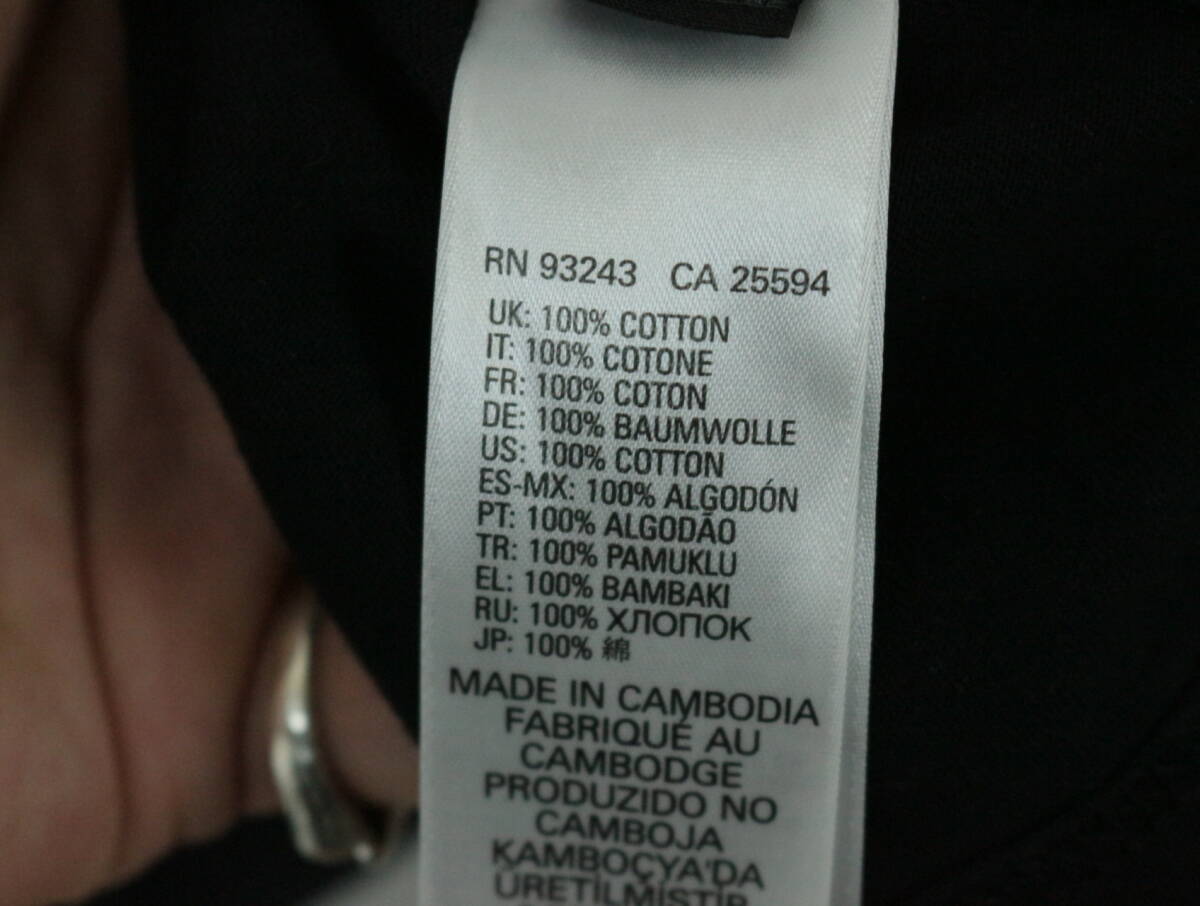 RN 93243 CA 25594
UK: 100% COTTON
IT: 100% COTONE
FR: 100% COTON
DE: 100% BAUMWOLLE
US: 100% COTTON
ES-MX: 100% ALGODÓN
PT: 100% ALGODÃO
TR: 100% PAMUKLU
EL: 100% BAMBAKI
RU: 100% ХЛОПОК
JP: 100% 綿
MADE IN CAMBODIA
FABRIQUÉ AU
CAMBODGE
PRODUZIDO NO
CAMBOJA
KAMBOÇYA'DA
ÜRETİLMİŞTİR